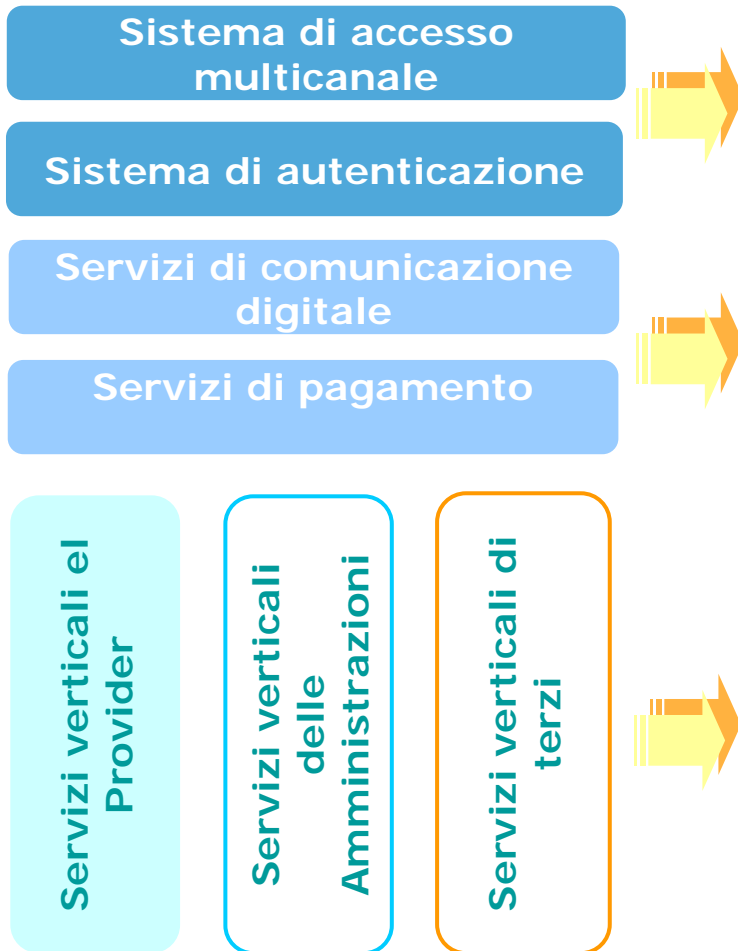 Sistema di accesso
multicanale
Sistema di autenticazione
Servizi di comunicazione
digitale
Servizi di pagamento
Servizi verticali el
Provider
Servizi verticali
delle
Amministrazioni
Servizi verticali di
terzi